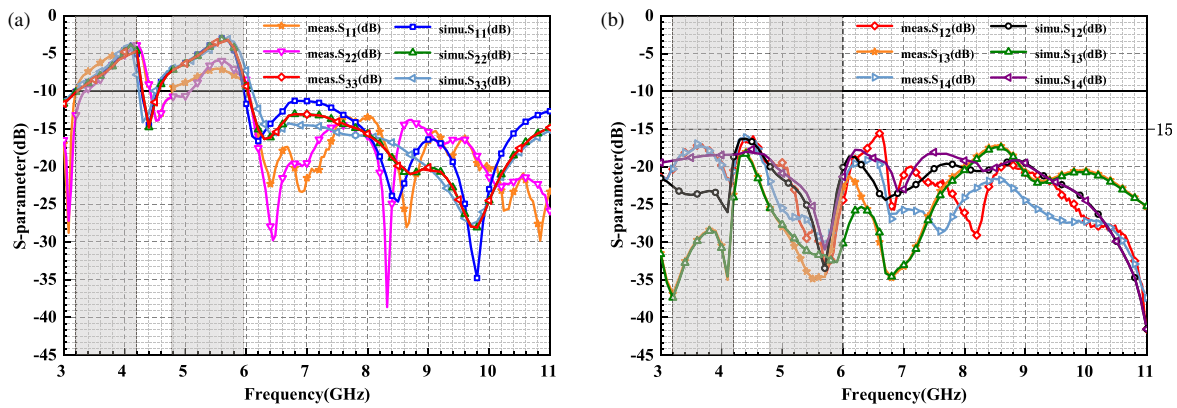 (a)
meas.S11(dB) simu.S11(dB)
meas.S22(dB) simu.S22(dB)
meas.S33(dB) simu.S33(dB)
S-parameter(dB)
0
-5
-10
-15
-20
-25
-30
-35
-40
-45
3 4 5 6 7 8 9 10 11
Frequency(GHz)
(b)
meas.S12(dB) simu.S12(dB)
meas.S13(dB) simu.S13(dB)
meas.S14(dB) simu.S14(dB)
S-parameter(dB)
0
-5
-10
-15
-20
-25
-30
-35
-40
-45
15
3 4 5 6 7 8 9 10 11
Frequency(GHz)